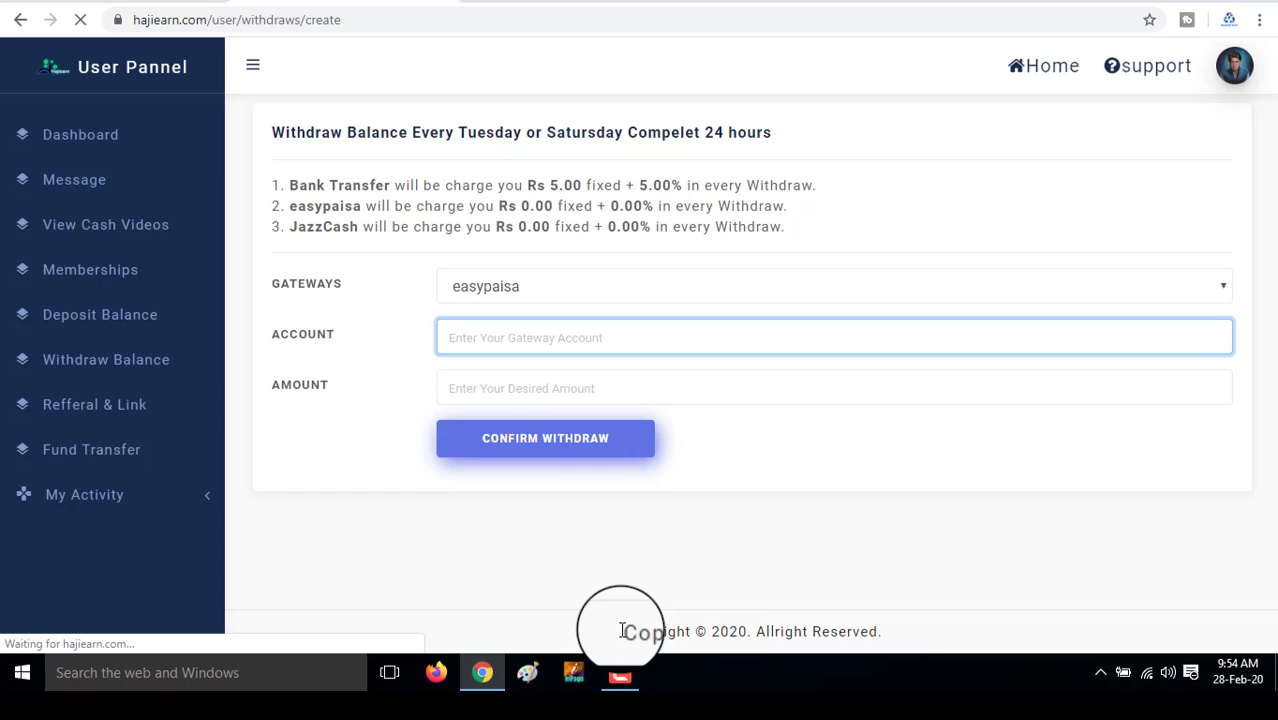 hajiearn.com/user/withdraws/create
User Pannel
Home
support
Dashboard
Message
View Cash Videos
Memberships
Deposit Balance
Withdraw Balance
Refferal & Link
Fund Transfer
My Activity
Withdraw Balance Every Tuesday or Satursday Compelet 24 hours
1. Bank Transfer will be charge you Rs 5.00 fixed + 5.00% in every Withdraw.
2. easypaisa will be charge you Rs 0.00 fixed + 0.00% in every Withdraw.
3. JazzCash will be charge you Rs 0.00 fixed + 0.00% in every Withdraw.
GATEWAYS
easypaisa
ACCOUNT
Enter Your Gateway Account
AMOUNT
Enter Your Desired Amount
CONFIRM WITHDRAW
Copyright © 2020. Allright Reserved.
Waiting for hajiearn.com...
Search the web and Windows
9:54 AM
28-Feb-20